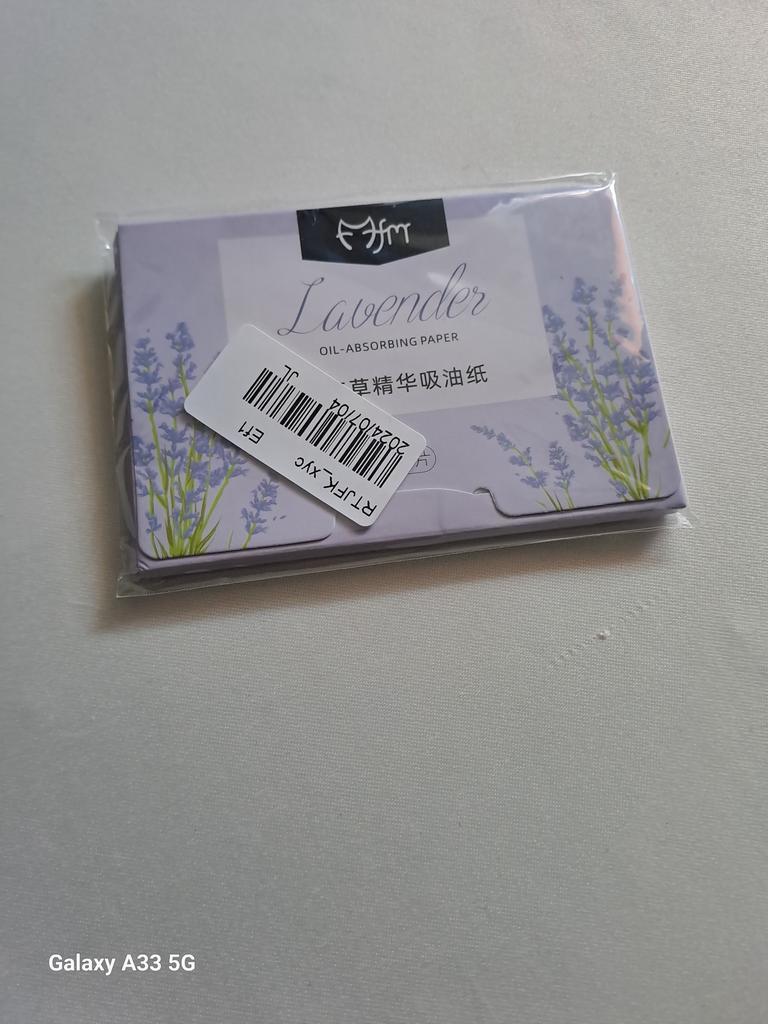 Lavender
OIL-ABSORBING PAPER
草精华吸油纸
片
RTJFK_xyc
Ef1
2024/07/04
JL
Galaxy A33 5G